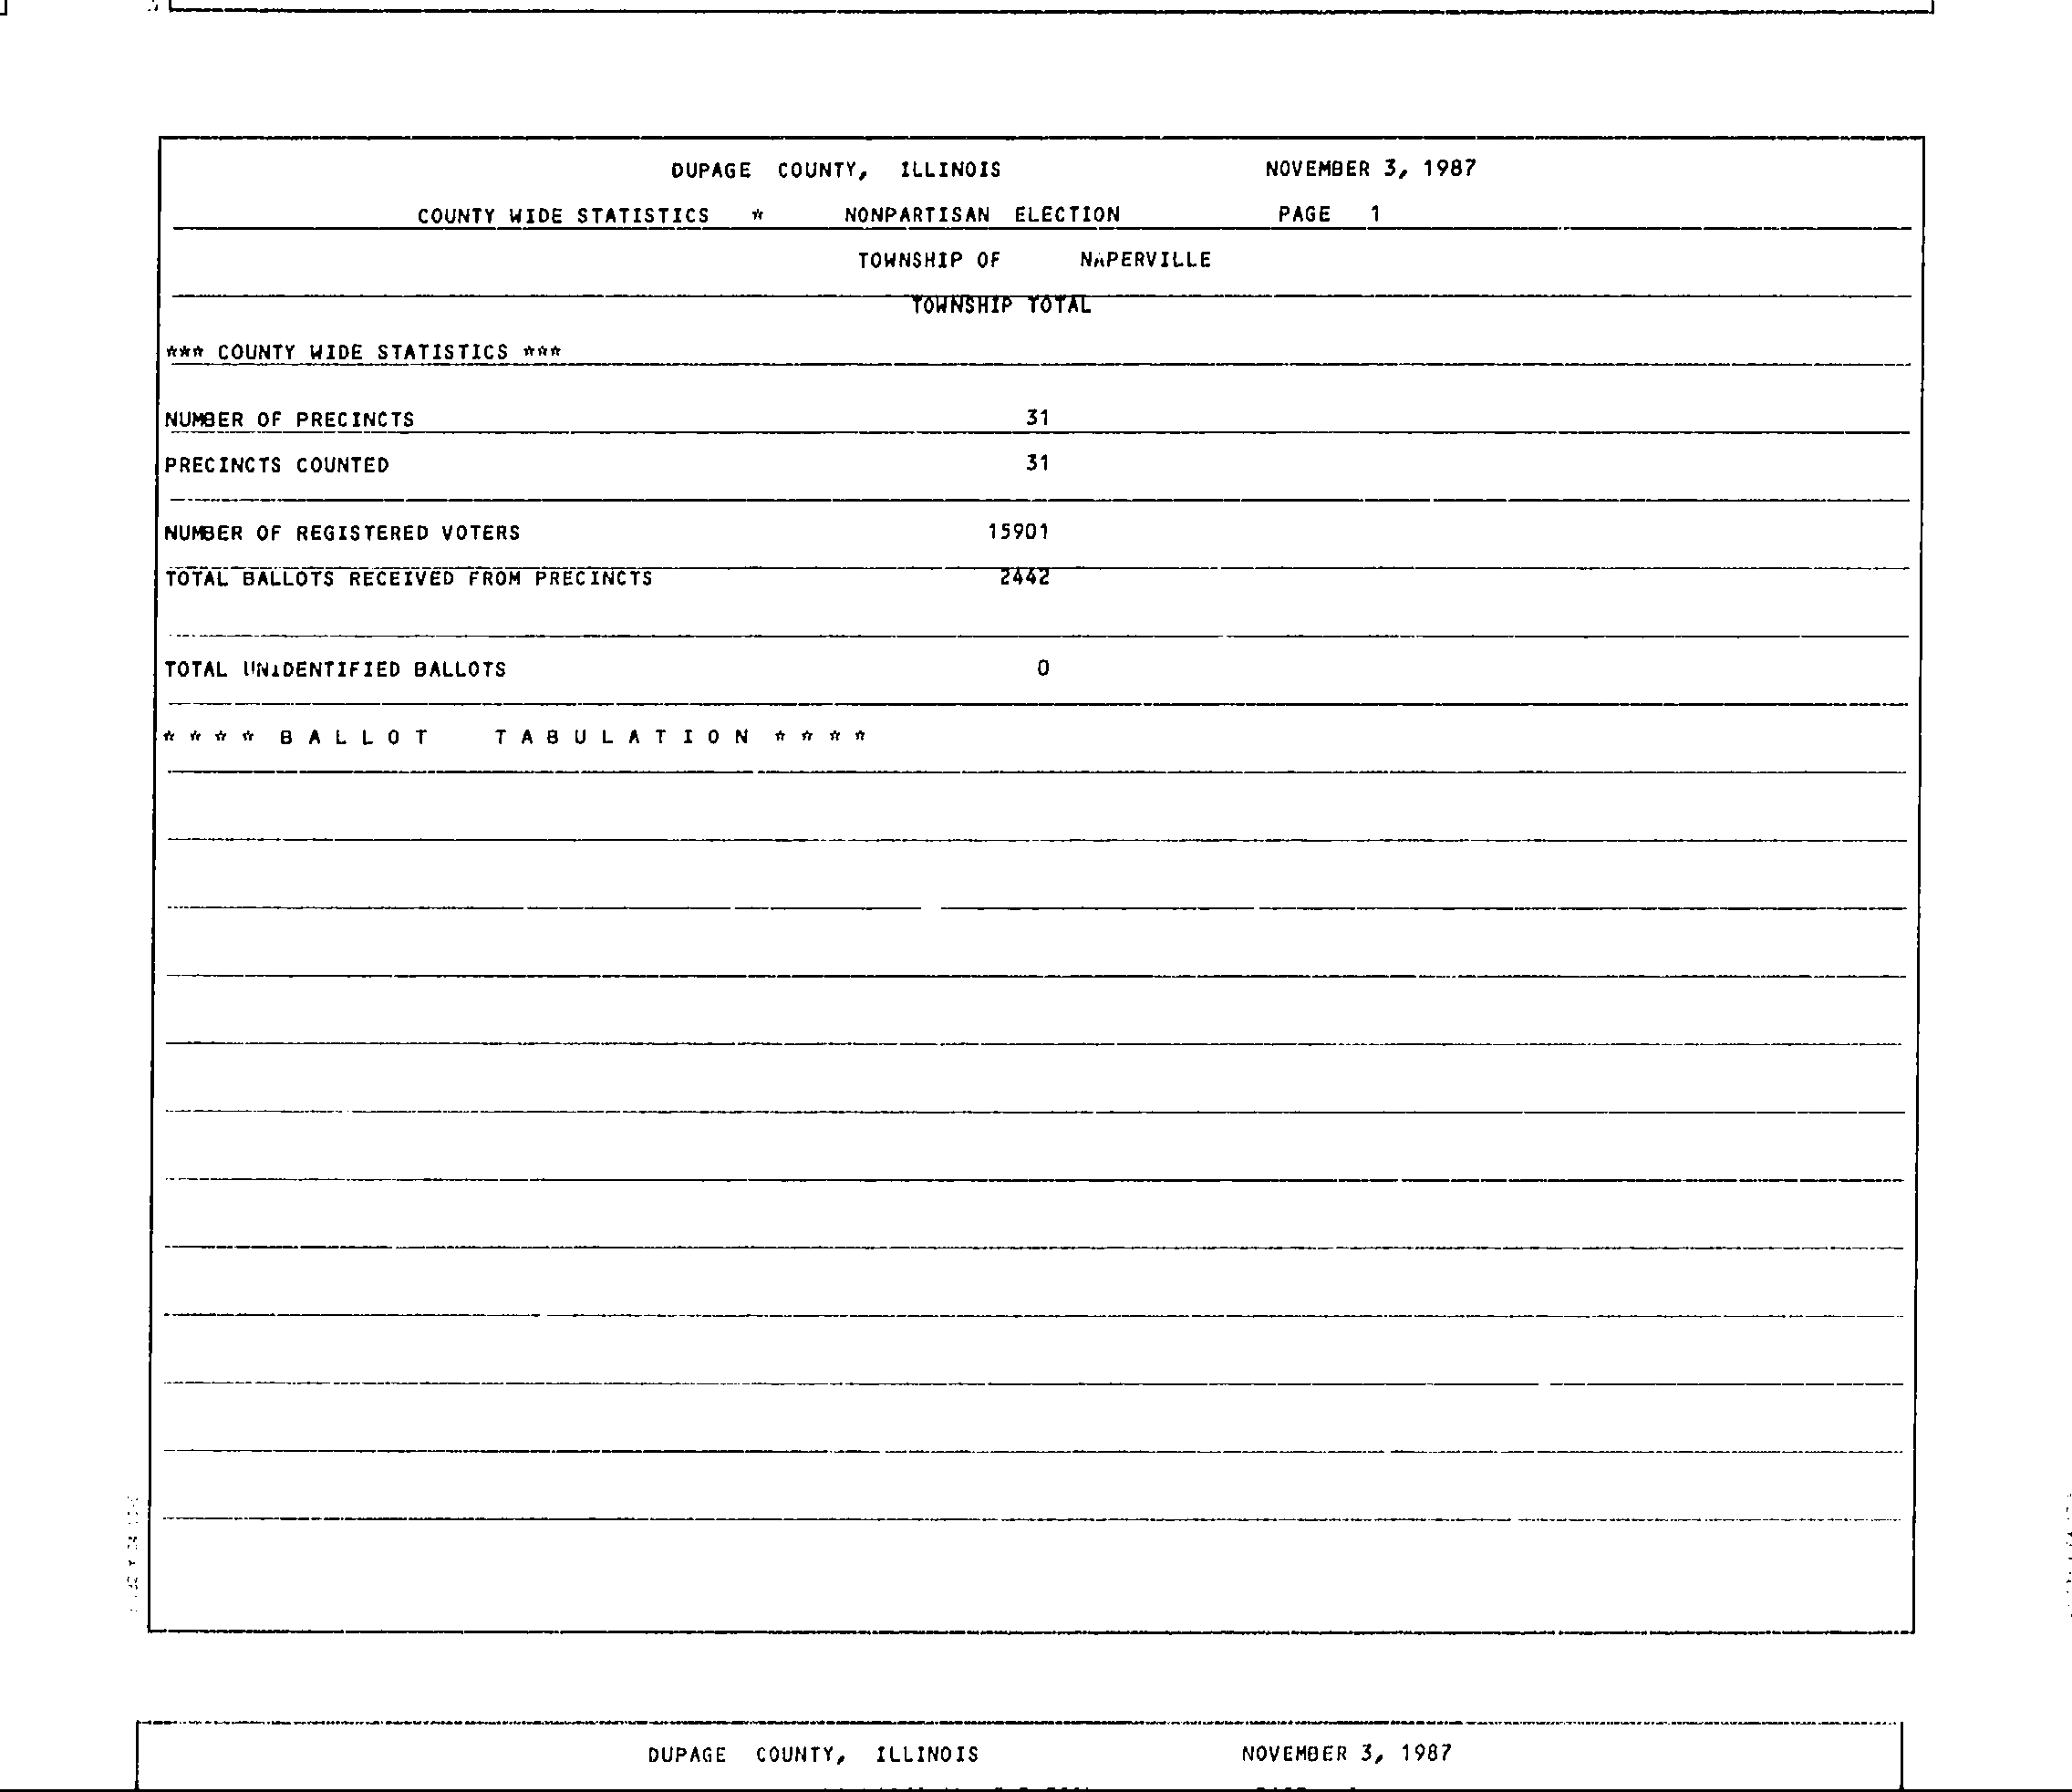 DUPAGE COUNTY, ILLINOIS NOVEMBER 3, 1987
COUNTY WIDE STATISTICS * NONPARTISAN ELECTION PAGE 1
TOWNSHIP OF NAPERVILLE
TOWNSHIP TOTAL
*** COUNTY WIDE STATISTICS ***
NUMBER OF PRECINCTS 31
PRECINCTS COUNTED 31
NUMBER OF REGISTERED VOTERS 15901
TOTAL BALLOTS RECEIVED FROM PRECINCTS 2442
TOTAL UNIDENTIFIED BALLOTS 0
* * * * B A L L O T T A B U L A T I O N * * * *
DUPAGE COUNTY, ILLINOIS NOVEMBER 3, 1987